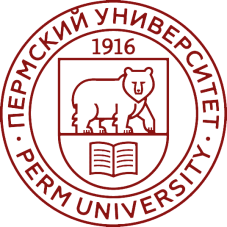 ПЕРМСКИЙ УНИВЕРСИТЕТ
1916
PERM UNIVERSITY